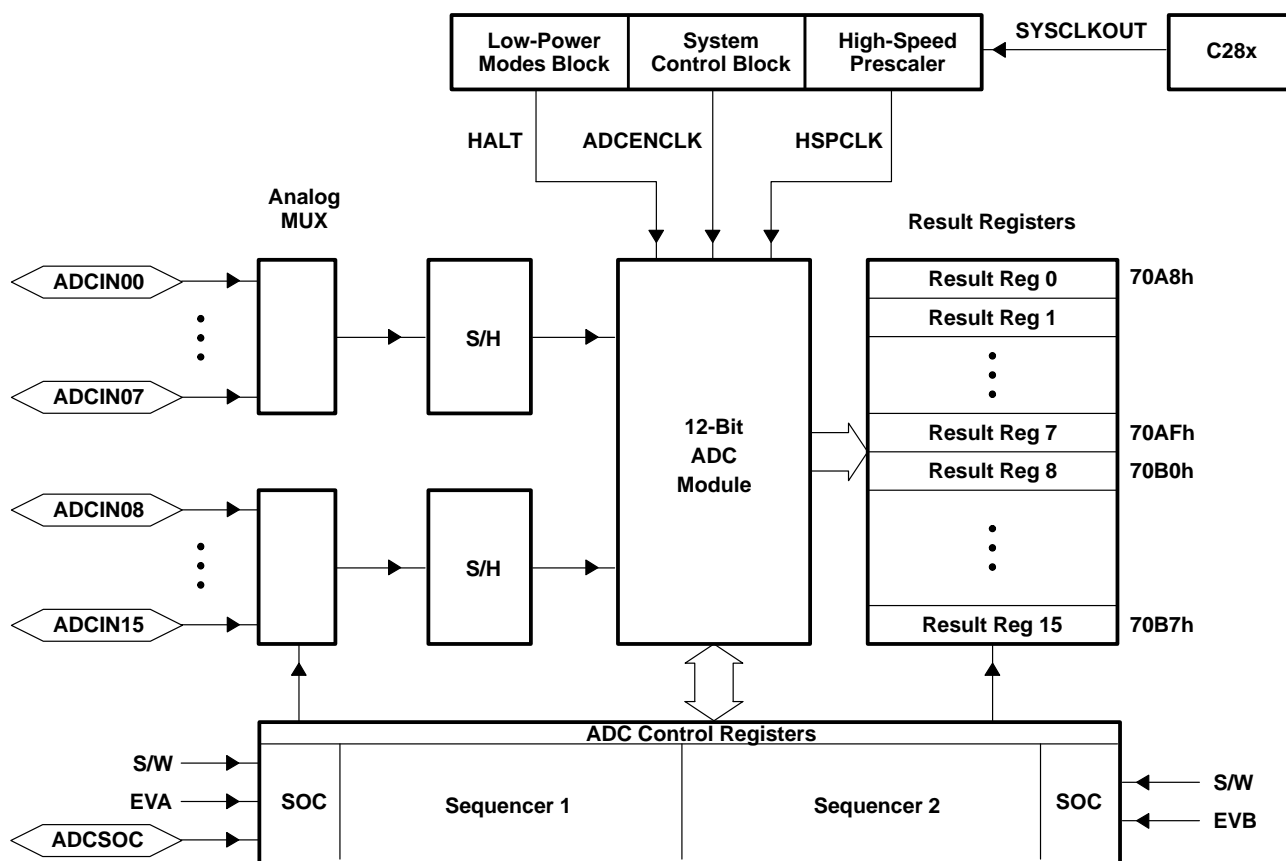 Low-Power
Modes Block
System
Control Block
High-Speed
Prescaler
SYSCLKOUT
C28x
HALT
ADCENCLK
HSPCLK
Analog
MUX
Result Registers
ADCIN00
ADCIN07
S/H
ADCIN08
ADCIN15
S/H
12-Bit
ADC
Module
Result Reg 0
70A8h
Result Reg 1
Result Reg 7
70AFh
Result Reg 8
70B0h
Result Reg 15
70B7h
ADC Control Registers
S/W
EVA
ADCSOC
SOC
Sequencer 1
Sequencer 2
SOC
S/W
EVB